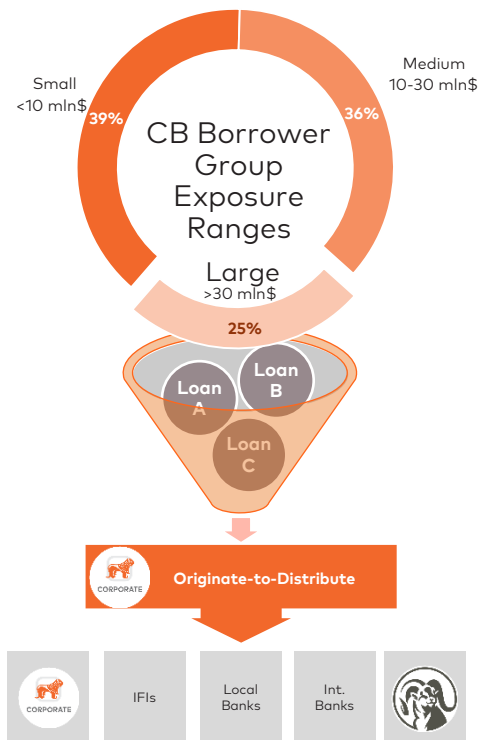 Small
<10 mln$
39%
Medium
10-30 mln$
36%
CB Borrower
Group
Exposure
Ranges
Large
>30 mln$
25%
Loan
A
Loan
B
Loan
C
CORPORATE
Originate-to-Distribute
CORPORATE
IFIs
Local
Banks
Int.
Banks